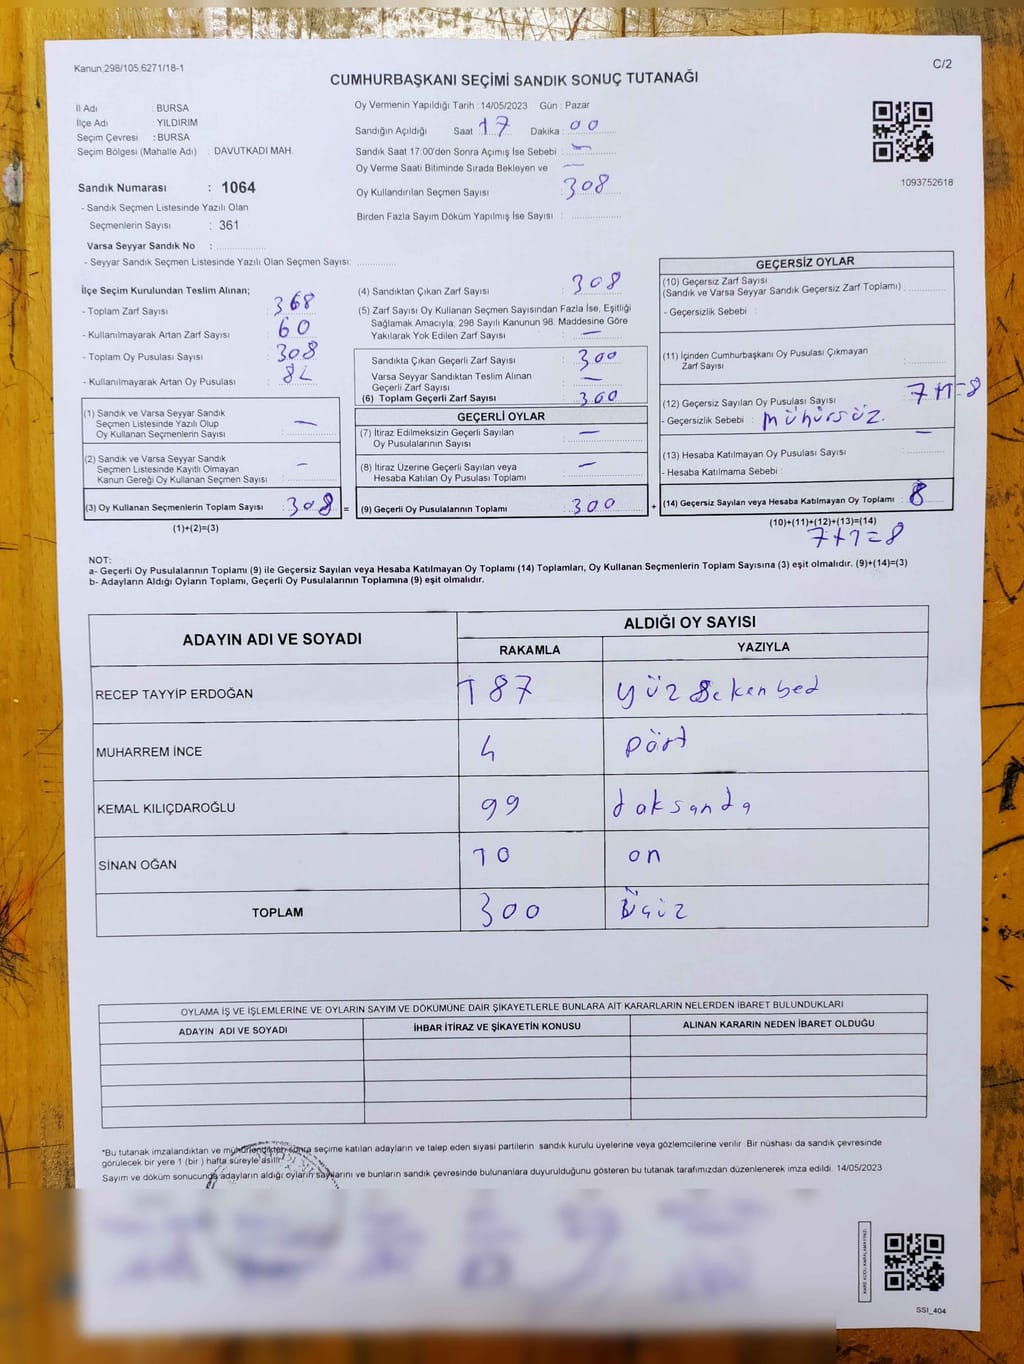 Kanun;298/105,6271/18-1
C/2
CUMHURBAŞKANI SEÇİMİ SANDIK SONUÇ TUTANAĞI
İl Adı : BURSA
İlçe Adı : YILDIRIM
Seçim Çevresi : BURSA
Seçim Bölgesi (Mahalle Adı) : DAVUTKADI MAH.
Sandık Numarası : 1064
- Sandık Seçmen Listesinde Yazılı Olan
Seçmenlerin Sayısı : 361
Varsa Seyyar Sandık No :
- Seyyar Sandık Seçmen Listesinde Yazılı Olan Seçmen Sayısı:
Oy Vermenin Yapıldığı Tarih : 14/05/2023 Gün : Pazar
Sandığın Açıldığı Saat : 17 Dakika : 00
Sandık Saat 17:00'den Sonra Açımış İse Sebebi : —
Oy Verme Saati Bitiminde Sırada Bekleyen ve —
Oy Kullandırılan Seçmen Sayısı : 308
Birden Fazla Sayım Döküm Yapılmış İse Sayısı :
1093752618
İlçe Seçim Kurulundan Teslim Alınan;
- Toplam Zarf Sayısı : 368
- Kullanılmayarak Artan Zarf Sayısı : 60
- Toplam Oy Pusulası Sayısı : 308
- Kullanılmayarak Artan Oy Pusulası :
(1) Sandık ve Varsa Seyyar Sandık
Seçmen Listesinde Yazılı Olup
Oy Kullanan Seçmenlerin Sayısı : —
(2) Sandık ve Varsa Seyyar Sandık
Seçmen Listesinde Kayıtlı Olmayan
Kanun Gereği Oy Kullanan Seçmen Sayısı : —
(3) Oy Kullanan Seçmenlerin Toplam Sayısı : 308 =
(1)+(2)=(3)
(4) Sandıktan Çıkan Zarf Sayısı : 308
(5) Zarf Sayısı Oy Kullanan Seçmen Sayısından Fazla İse, Eşitliği
Sağlamak Amacıyla, 298 Sayılı Kanunun 98. Maddesine Göre
Yakılarak Yok Edilen Zarf Sayısı : —
Sandıkta Çıkan Geçerli Zarf Sayısı : 300
Varsa Seyyar Sandıktan Teslim Alınan
Geçerli Zarf Sayısı : —
(6) Toplam Geçerli Zarf Sayısı : 300
GEÇERLİ OYLAR
(7) İtiraz Edilmeksizin Geçerli Sayılan
Oy Pusulalarının Sayısı : —
(8) İtiraz Üzerine Geçerli Sayılan veya
Hesaba Katılan Oy Pusulaları Toplamı : —
(9) Geçerli Oy Pusulalarının Toplamı : 300 +
GEÇERSİZ OYLAR
(10) Geçersiz Zarf Sayısı
(Sandık ve Varsa Seyyar Sandık Geçersiz Zarf Toplamı) :
- Geçersizlik Sebebi :
(11) İçinden Cumhurbaşkanı Oy Pusulası Çıkmayan
Zarf Sayısı :
(12) Geçersiz Sayılan Oy Pusulası Sayısı : 7+1=8
- Geçersizlik Sebebi : mühürsüz.
(13) Hesaba Katılmayan Oy Pusulası Sayısı : —
- Hesaba Katılmama Sebebi :
(14) Geçersiz Sayılan veya Hesaba Katılmayan Oy Toplamı : 8
(10)+(11)+(12)+(13)=(14)
7+1=8
NOT:
a- Geçerli Oy Pusulalarının Toplamı (9) ile Geçersiz Sayılan veya Hesaba Katılmayan Oy Toplamı (14) Toplamları, Oy Kullanan Seçmenlerin Toplam Sayısına (3) eşit olmalıdır. (9)+(14)=(3)
b- Adayların Aldığı Oyların Toplamı, Geçerli Oy Pusulalarının Toplamına (9) eşit olmalıdır.
ADAYIN ADI VE SOYADI ALDIĞI OY SAYISI
RAKAMLA YAZIYLA
RECEP TAYYİP ERDOĞAN 187 yüz seken
MUHARREM İNCE 4 Dört
KEMAL KILIÇDAROĞLU 99
SİNAN OĞAN 10 on
TOPLAM 300
OYLAMA İŞ VE İŞLEMLERİNE VE OYLARIN SAYIM VE DÖKÜMÜNE DAİR ŞİKAYETLERLE BUNLARA AİT KARARLARIN NELERDEN İBARET BULUNDUKLARI
ADAYIN ADI VE SOYADI İHBAR İTİRAZ VE ŞİKAYETİN KONUSU ALINAN KARARIN NEDEN İBARET OLDUĞU
*Bu tutanak imzalandıktan ve mühürlendikten sonra seçime katılan adayların ve talep eden siyasi partilerin sandık kurulu üyelerine veya gözlemcilerine verilir .Bir nüshası da sandık çevresinde
görülecek bir yere 1 (bir ) hafta süreyle asılır.
Sayım ve döküm sonucunda adayların aldığı oyların sayılarını ve bunların sandık çevresinde bulunanlara duyurulduğunu gösteren bu tutanak tarafımızdan düzenlenerek imza edildi. 14/05/2023
KARE KODU KARALAMAYINIZ!
SSI_404